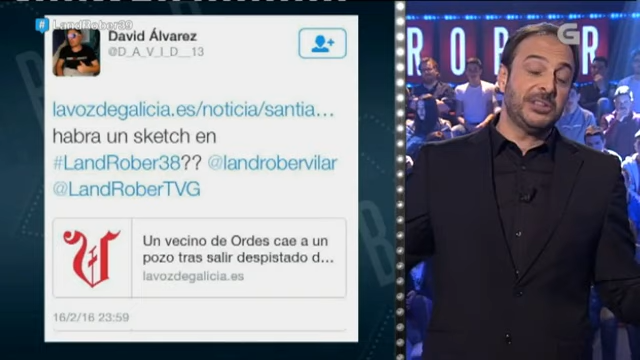 #LandRober39
David Álvarez
@D_A_V_I_D__13
lavozdegalicia.es/noticia/santia…
habra un sketch en
#LandRober38?? @landrobervilar
@LandRoberTVG
Un vecino de Ordes cae a un
pozo tras salir despistado d…
lavozdegalicia.es
16/2/16 23:59
R O B E R
G